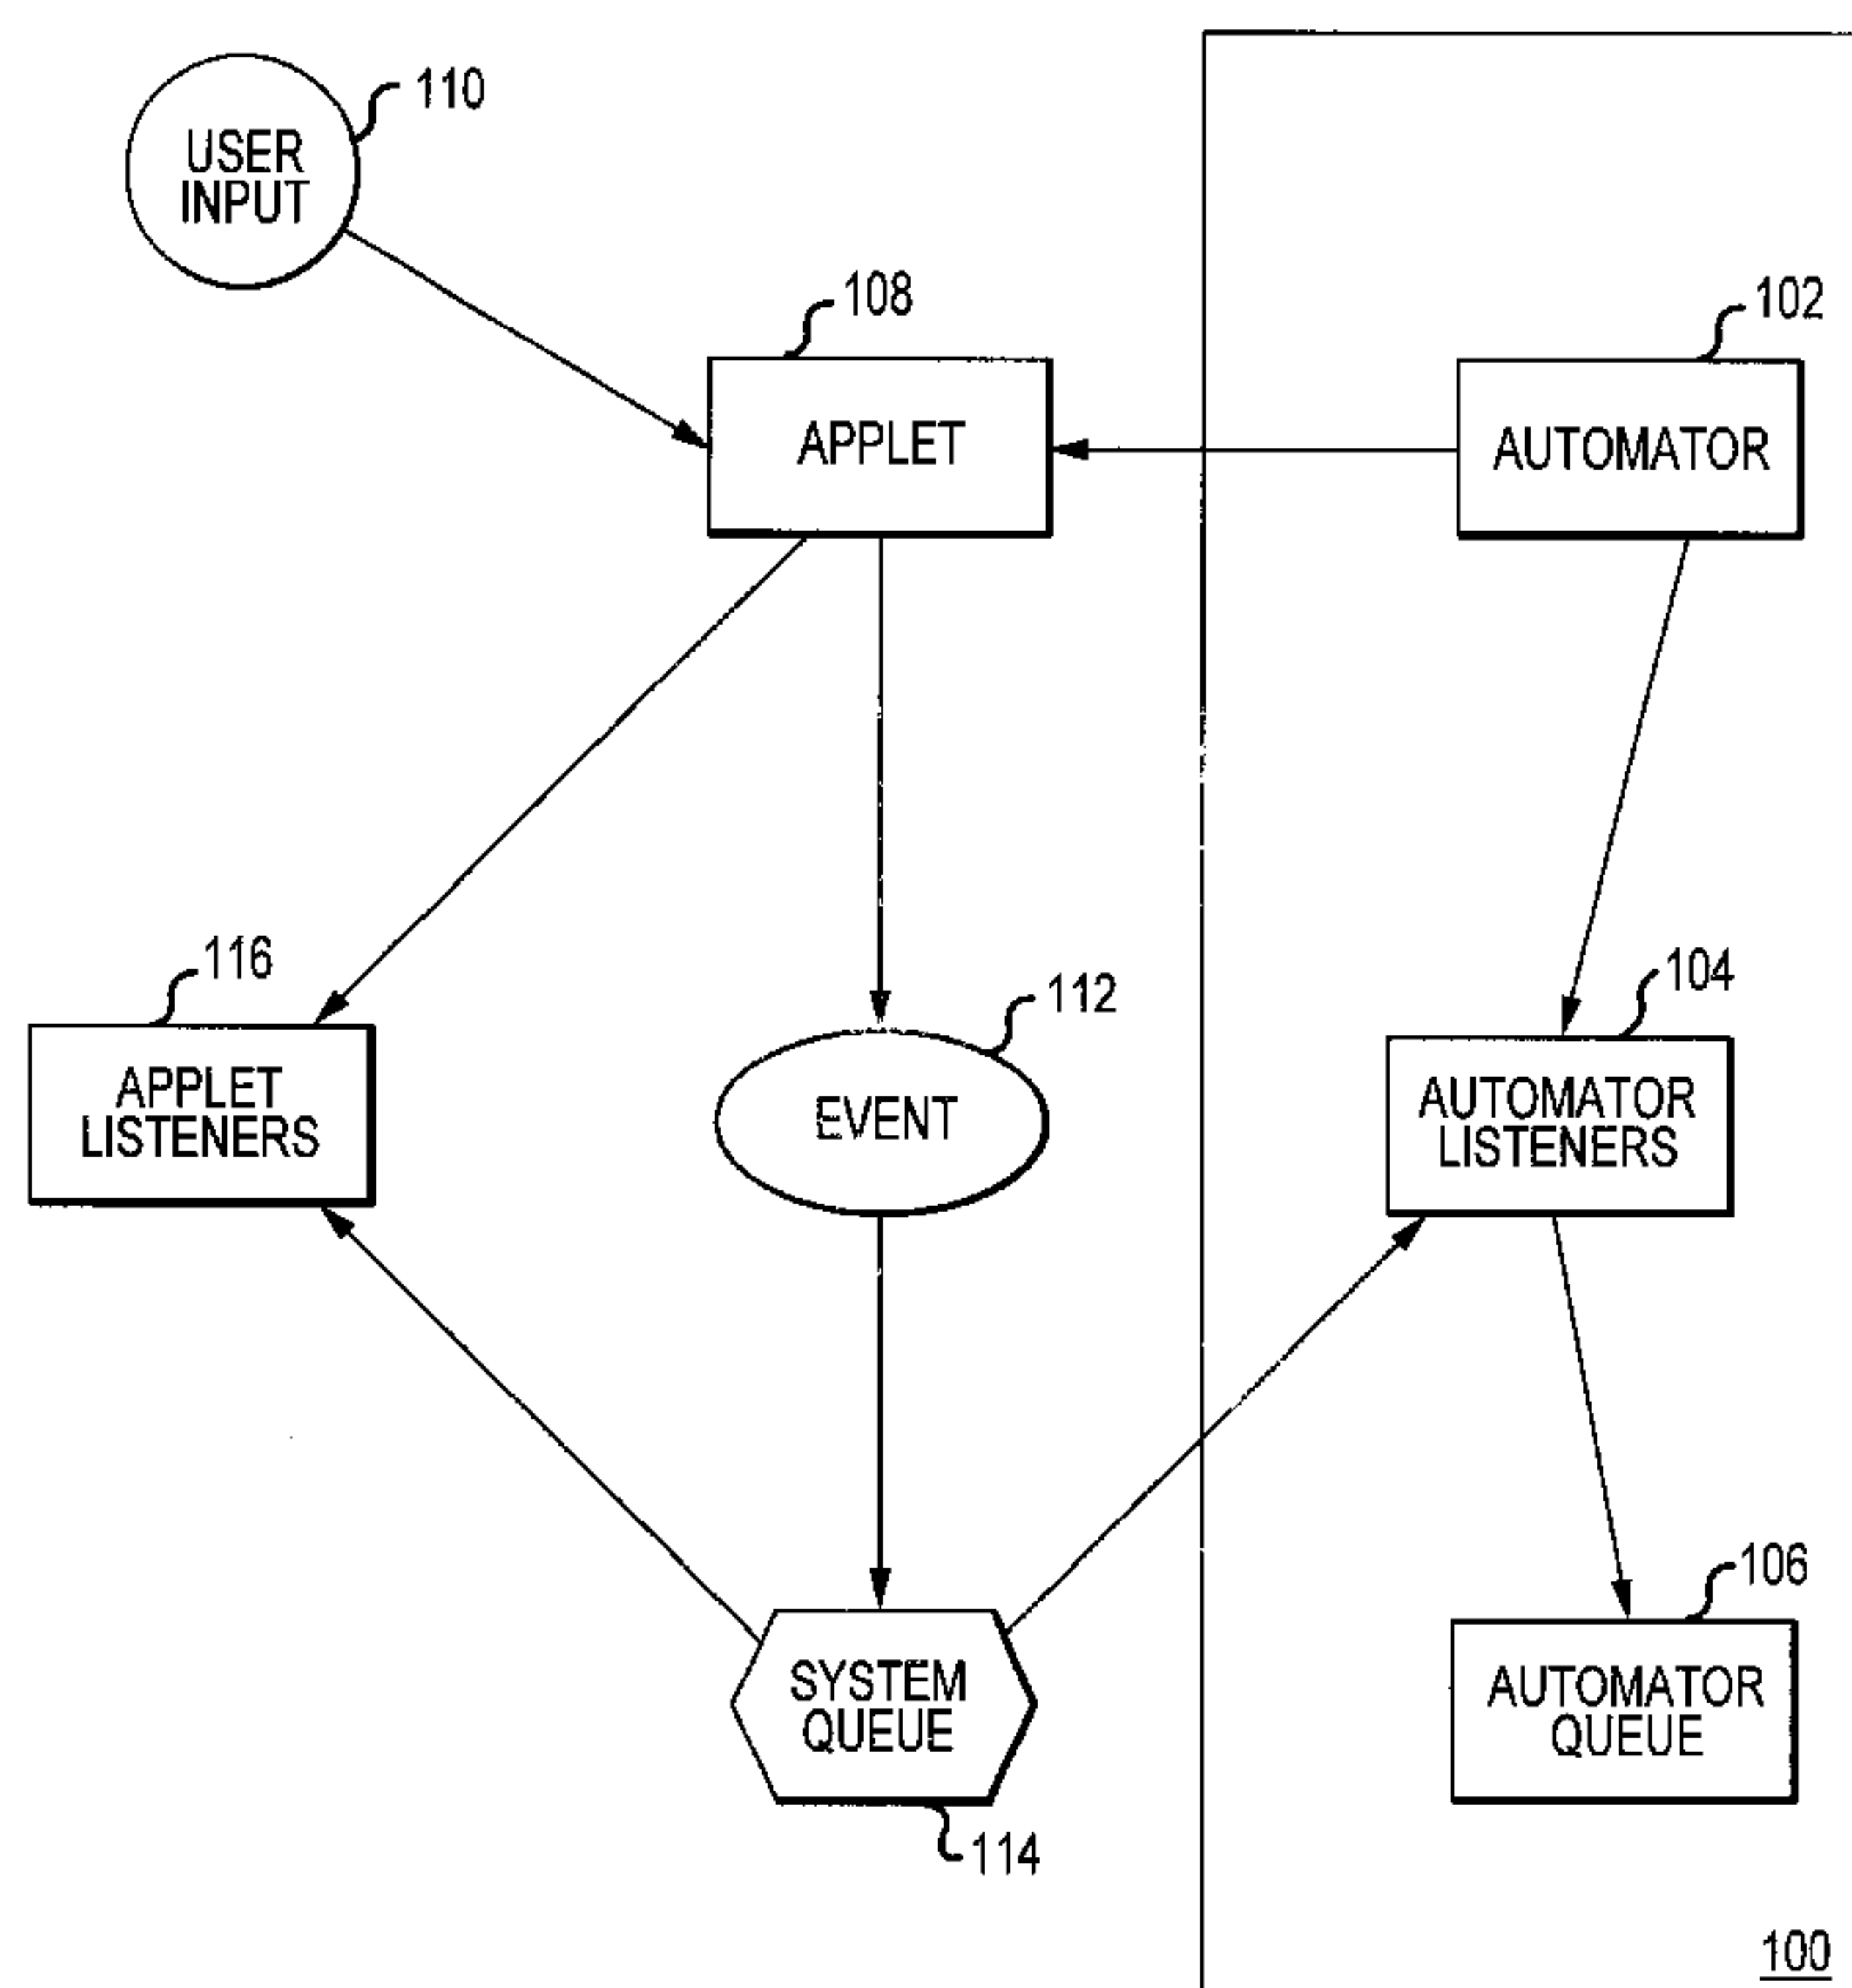 110
USER
INPUT
108
APPLET
102
AUTOMATOR
116
APPLET
LISTENERS
112
EVENT
104
AUTOMATOR
LISTENERS
SYSTEM
QUEUE
114
106
AUTOMATOR
QUEUE
100